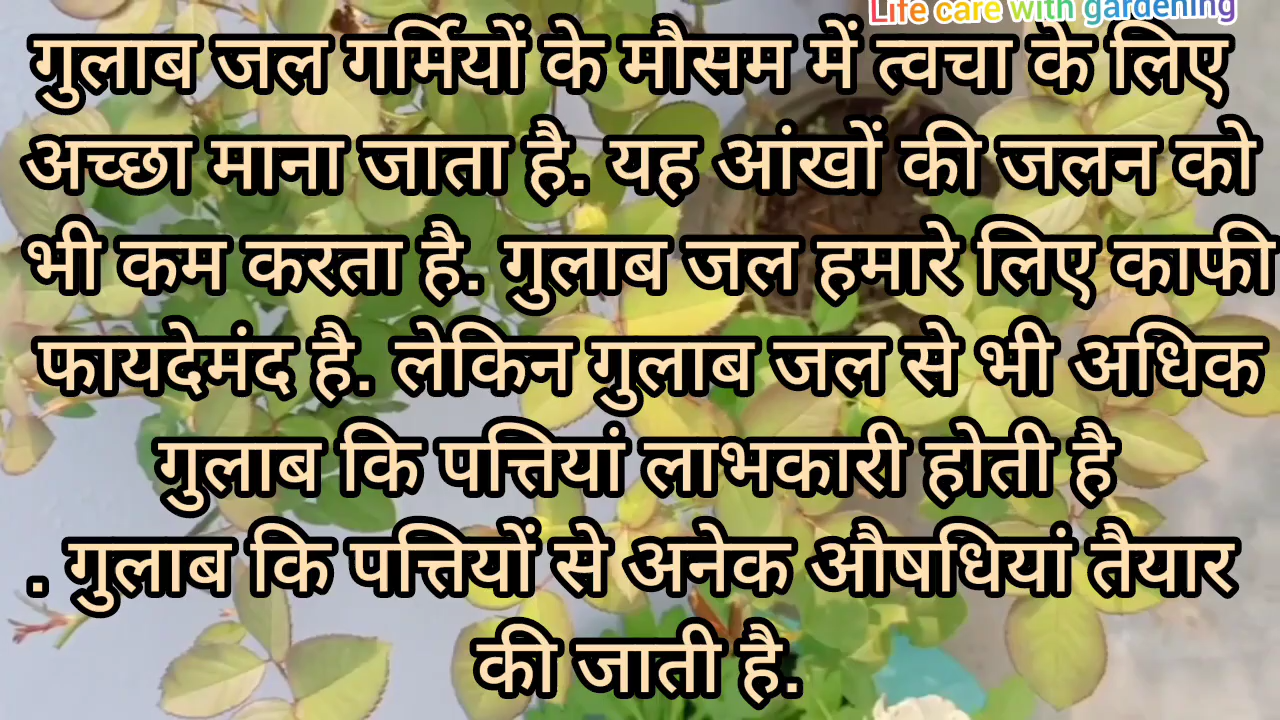 Life care with gardening
गुलाब जल गर्मियों के मौसम में त्वचा के लिए
अच्छा माना जाता है. यह आंखों की जलन को
भी कम करता है. गुलाब जल हमारे लिए काफी
फायदेमंद है. लेकिन गुलाब जल से भी अधिक
गुलाब कि पत्तियां लाभकारी होती है
. गुलाब कि पत्तियों से अनेक औषधियां तैयार
की जाती है.